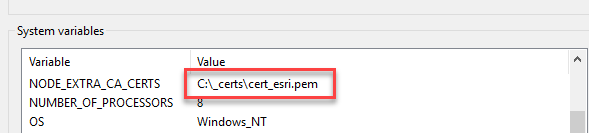 System variables
Variable Value
NODE_EXTRA_CA_CERTS C:\_certs\cert_esri.pem
NUMBER_OF_PROCESSORS 8
OS Windows_NT